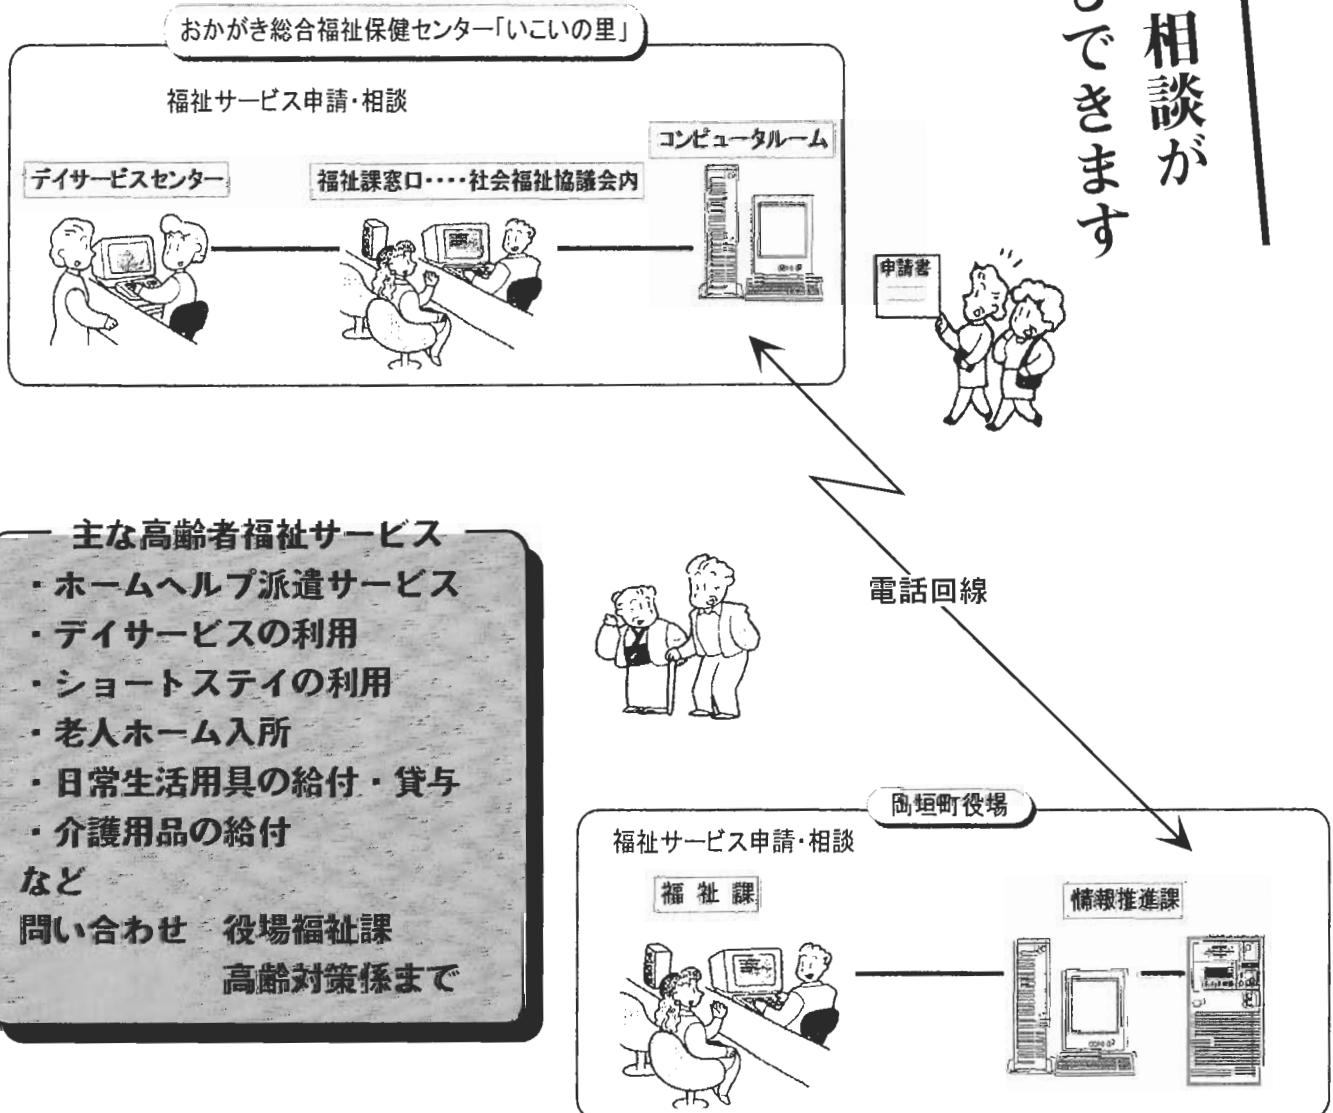 相談が
できます
おかがき総合福祉保健センター「いこいの里」
福祉サービス申請・相談
デイサービスセンター
福祉課窓口‥‥社会福祉協議会内
コンピュータルーム
申請書
電話回線
主な高齢者福祉サービス
・ホームヘルプ派遣サービス
・デイサービスの利用
・ショートステイの利用
・老人ホーム入所
・日常生活用具の給付・貸与
・介護用品の給付
など
問い合わせ 役場福祉課
高齢対策係まで
岡垣町役場
福祉サービス申請・相談
福祉課
情報推進課